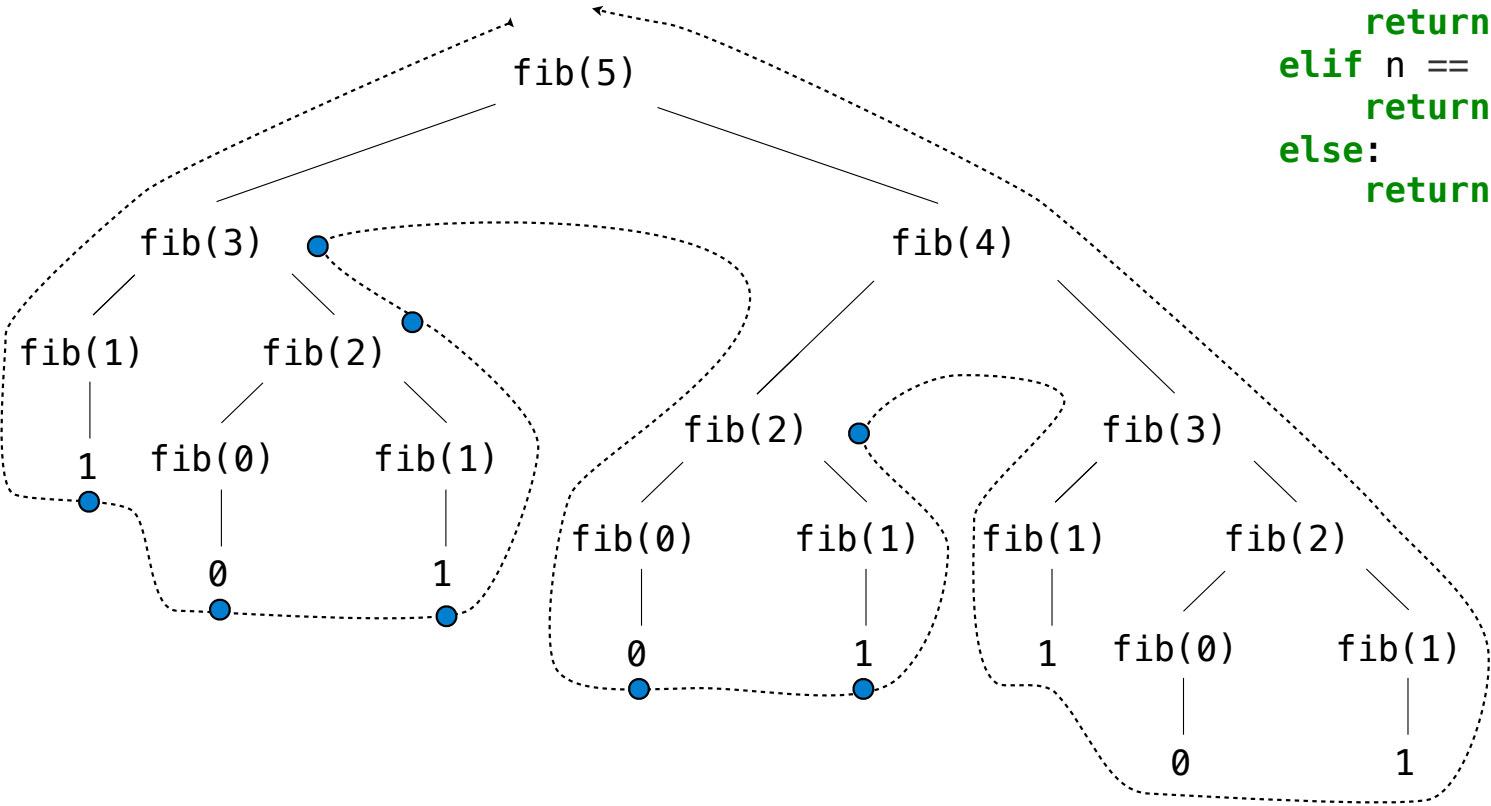 return
elif n ==
return
else:
return
fib(5)
fib(3) fib(4)
fib(1) fib(2)
fib(2) fib(3)
1 fib(0) fib(1)
fib(0) fib(1) fib(1) fib(2)
0 1
0 1 1 fib(0) fib(1)
0 1